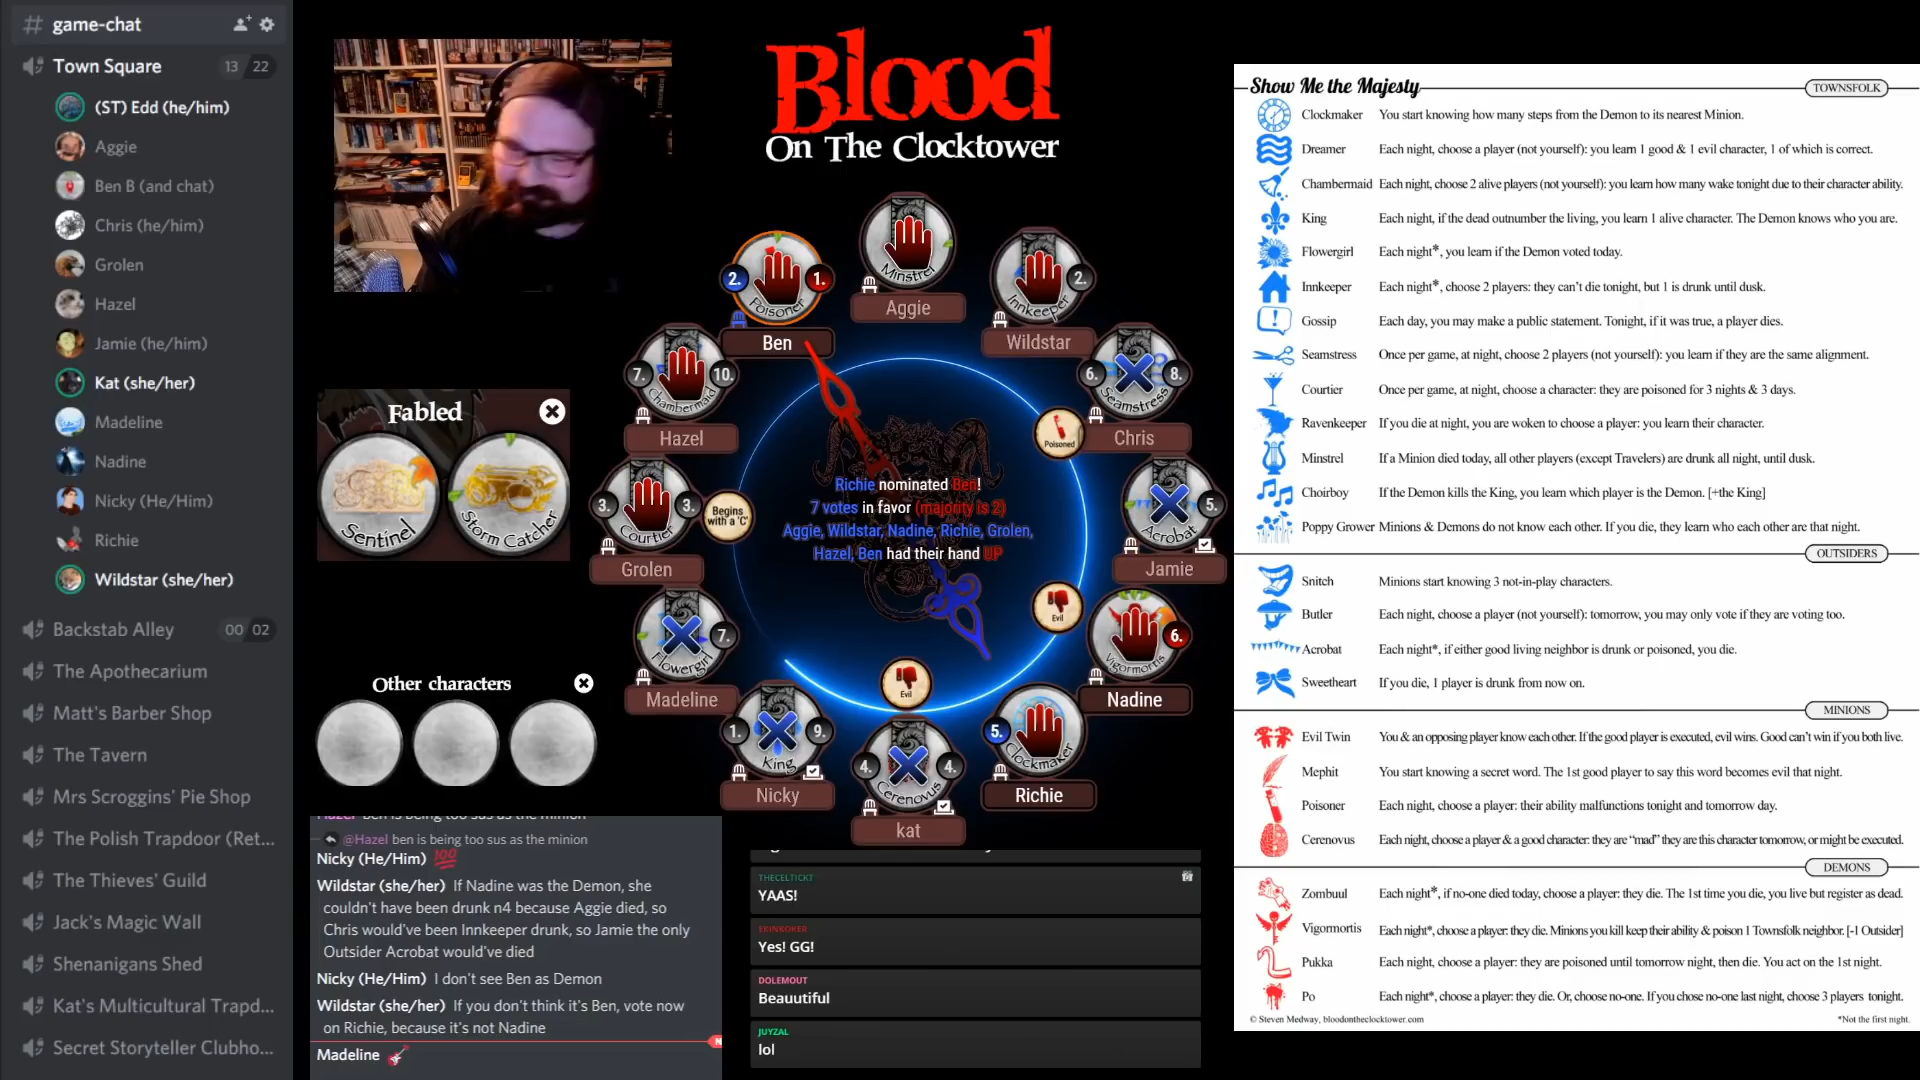 # game-chat
Town Square 13 22
(ST) Edd (he/him)
Aggie
Ben B (and chat)
Chris (he/him)
Grolen
Hazel
Jamie (he/him)
Kat (she/her)
Madeline
Nadine
Nicky (He/Him)
Richie
Wildstar (she/her)
Backstab Alley 00 02
The Apothecarium
Matt's Barber Shop
The Tavern
Mrs Scroggins' Pie Shop
The Polish Trapdoor (Ret...
The Thieves' Guild
Jack's Magic Wall
Shenanigans Shed
Kat's Multicultural Trapd...
Secret Storyteller Clubho...
Blood
On The Clocktower
Fabled
Sentinel
Storm Catcher
Other characters
Minstrel
Aggie
2.
Innkeeper
Wildstar
6.
8.
Seamstress
Poisoned
Chris
5.
Acrobat
Jamie
Evil
6.
Vigormortis
Nadine
5.
Clockmaker
Richie
Evil
4.
4.
Cerenovus
kat
1.
9.
King
Nicky
7.
Flowergirl
Madeline
3.
3.
Courtier
Begins
with a 'C'
Grolen
7.
10.
Chambermaid
Hazel
2.
1.
Poisoner
Ben
Richie nominated Ben!
7 votes in favor (majority is 2)
Aggie, Wildstar, Nadine, Richie, Grolen,
Hazel, Ben had their hand UP
Hazel ben is being too sus as the minion
@Hazel ben is being too sus as the minion
Nicky (He/Him) 💯
Wildstar (she/her) If Nadine was the Demon, she
couldn't have been drunk n4 because Aggie died, so
Chris would've been Innkeeper drunk, so Jamie the only
Outsider Acrobat would've died
Nicky (He/Him) I don't see Ben as Demon
Wildstar (she/her) If you don't think it's Ben, vote now
on Richie, because it's not Nadine
Madeline 🎸
THECELTICKT
YAAS!
EKINKOKER
Yes! GG!
DOLEMOUT
Beauutiful
JUYZAL
lol
Show Me the Majesty
TOWNSFOLK
Clockmaker You start knowing how many steps from the Demon to its nearest Minion.
Dreamer Each night, choose a player (not yourself): you learn 1 good & 1 evil character, 1 of which is correct.
Chambermaid Each night, choose 2 alive players (not yourself): you learn how many wake tonight due to their character ability.
King Each night, if the dead outnumber the living, you learn 1 alive character. The Demon knows who you are.
Flowergirl Each night*, you learn if the Demon voted today.
Innkeeper Each night*, choose 2 players: they can't die tonight, but 1 is drunk until dusk.
Gossip Each day, you may make a public statement. Tonight, if it was true, a player dies.
Seamstress Once per game, at night, choose 2 players (not yourself): you learn if they are the same alignment.
Courtier Once per game, at night, choose a character: they are poisoned for 3 nights & 3 days.
Ravenkeeper If you die at night, you are woken to choose a player: you learn their character.
Minstrel If a Minion died today, all other players (except Travelers) are drunk all night, until dusk.
Choirboy If the Demon kills the King, you learn which player is the Demon. [+the King]
Poppy Grower Minions & Demons do not know each other. If you die, they learn who each other are that night.
OUTSIDERS
Snitch Minions start knowing 3 not-in-play characters.
Butler Each night, choose a player (not yourself): tomorrow, you may only vote if they are voting too.
Acrobat Each night*, if either good living neighbor is drunk or poisoned, you die.
Sweetheart If you die, 1 player is drunk from now on.
MINIONS
Evil Twin You & an opposing player know each other. If the good player is executed, evil wins. Good can't win if you both live.
Mephit You start knowing a secret word. The 1st good player to say this word becomes evil that night.
Poisoner Each night, choose a player: their ability malfunctions tonight and tomorrow day.
Cerenovus Each night, choose a player & a good character: they are “mad” they are this character tomorrow, or might be executed.
DEMONS
Zombuul Each night*, if no-one died today, choose a player: they die. The 1st time you die, you live but register as dead.
Vigormortis Each night*, choose a player: they die. Minions you kill keep their ability & poison 1 Townsfolk neighbor. [-1 Outsider]
Pukka Each night, choose a player: they are poisoned until tomorrow night, then die. You act on the 1st night.
Po Each night*, choose a player: they die. Or, choose no-one. If you chose no-one last night, choose 3 players tonight.
© Steven Medway, bloodontheclocktower.com *Not the first night.